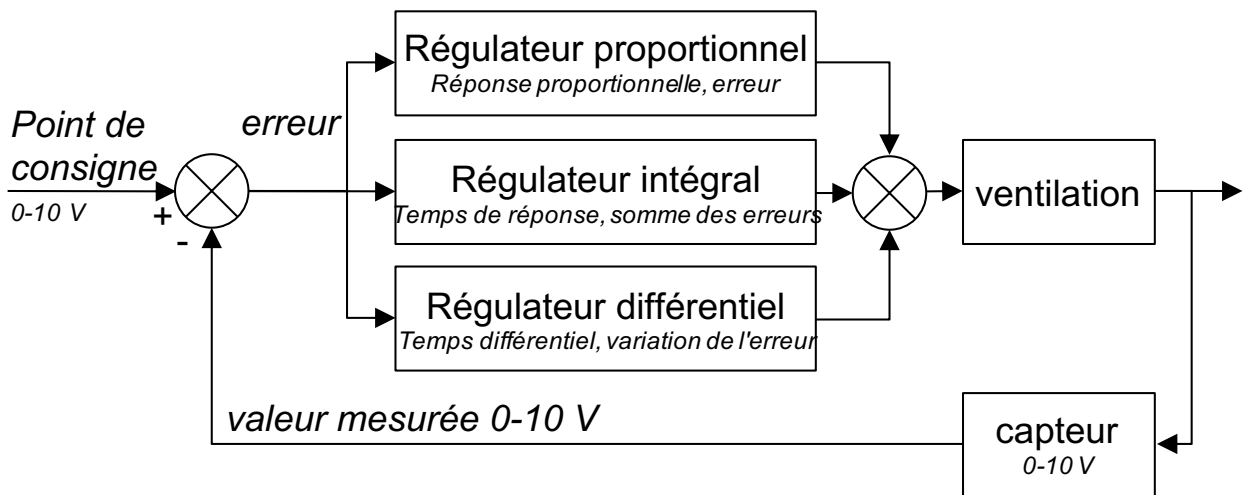 Régulateur proportionnel
Réponse proportionnelle, erreur
Point de
consigne
0-10 V
+
-
erreur
Régulateur intégral
Temps de réponse, somme des erreurs
ventilation
Régulateur différentiel
Temps différentiel, variation de l'erreur
valeur mesurée 0-10 V
capteur
0-10 V